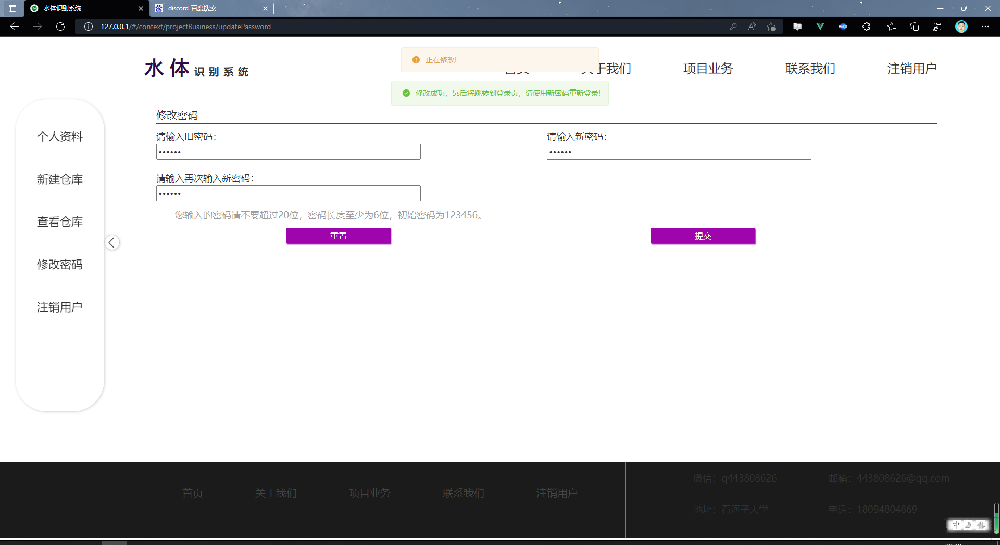 水体识别系统
discord_百度搜索
127.0.0.1/#/context/projectBusiness/updatePassword
正在修改!
水体识别系统
首页 关于我们 项目业务 联系我们 注销用户
修改成功，5s后将跳转到登录页，请使用新密码重新登录!
个人资料
新建仓库
查看仓库
修改密码
注销用户
修改密码
请输入旧密码：
••••••
请输入新密码：
••••••
请输入再次输入新密码：
••••••
您输入的密码请不要超过20位，密码长度至少为6位，初始密码为123456。
重置
提交
首页 关于我们 项目业务 联系我们 注销用户
微信：q443808626
邮箱：443808626@qq.com
地址：石河子大学
电话：18094804869
中